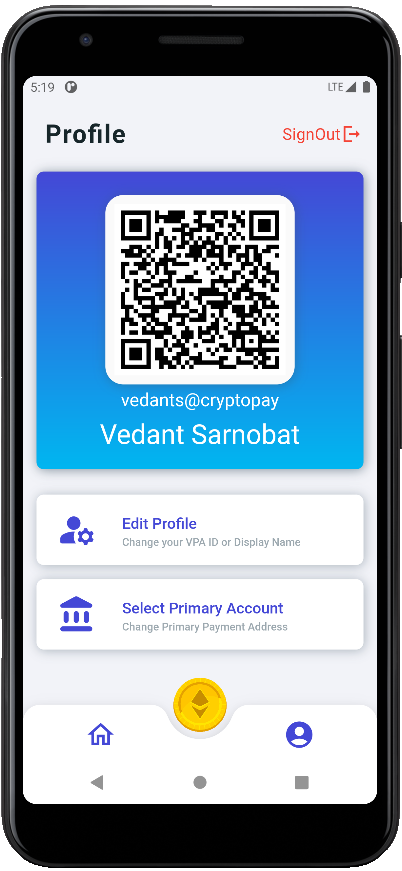 5:19
LTE
Profile
SignOut
vedants@cryptopay
Vedant Sarnobat
Edit Profile
Change your VPA ID or Display Name
Select Primary Account
Change Primary Payment Address